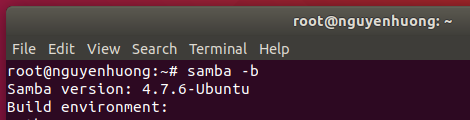 root@nguyenhuong: ~
File Edit View Search Terminal Help
root@nguyenhuong:~# samba -b
Samba version: 4.7.6-Ubuntu
Build environment: